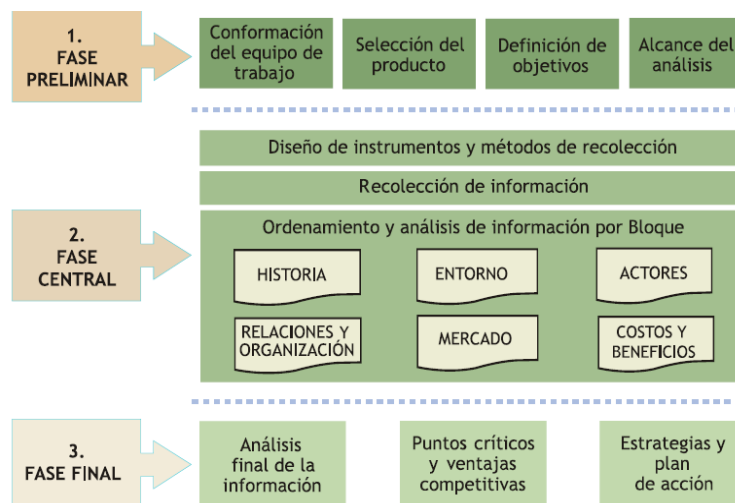 1.
FASE
PRELIMINAR
Conformación
del equipo de
trabajo
Selección del
producto
Definición de
objetivos
Alcance del
análisis
Diseño de instrumentos y métodos de recolección
Recolección de información
2.
FASE
CENTRAL
Ordenamiento y análisis de información por Bloque
HISTORIA
ENTORNO
ACTORES
RELACIONES Y
ORGANIZACIÓN
MERCADO
COSTOS Y
BENEFICIOS
3.
FASE FINAL
Análisis
final de la
información
Puntos críticos
y ventajas
competitivas
Estrategias y
plan
de acción